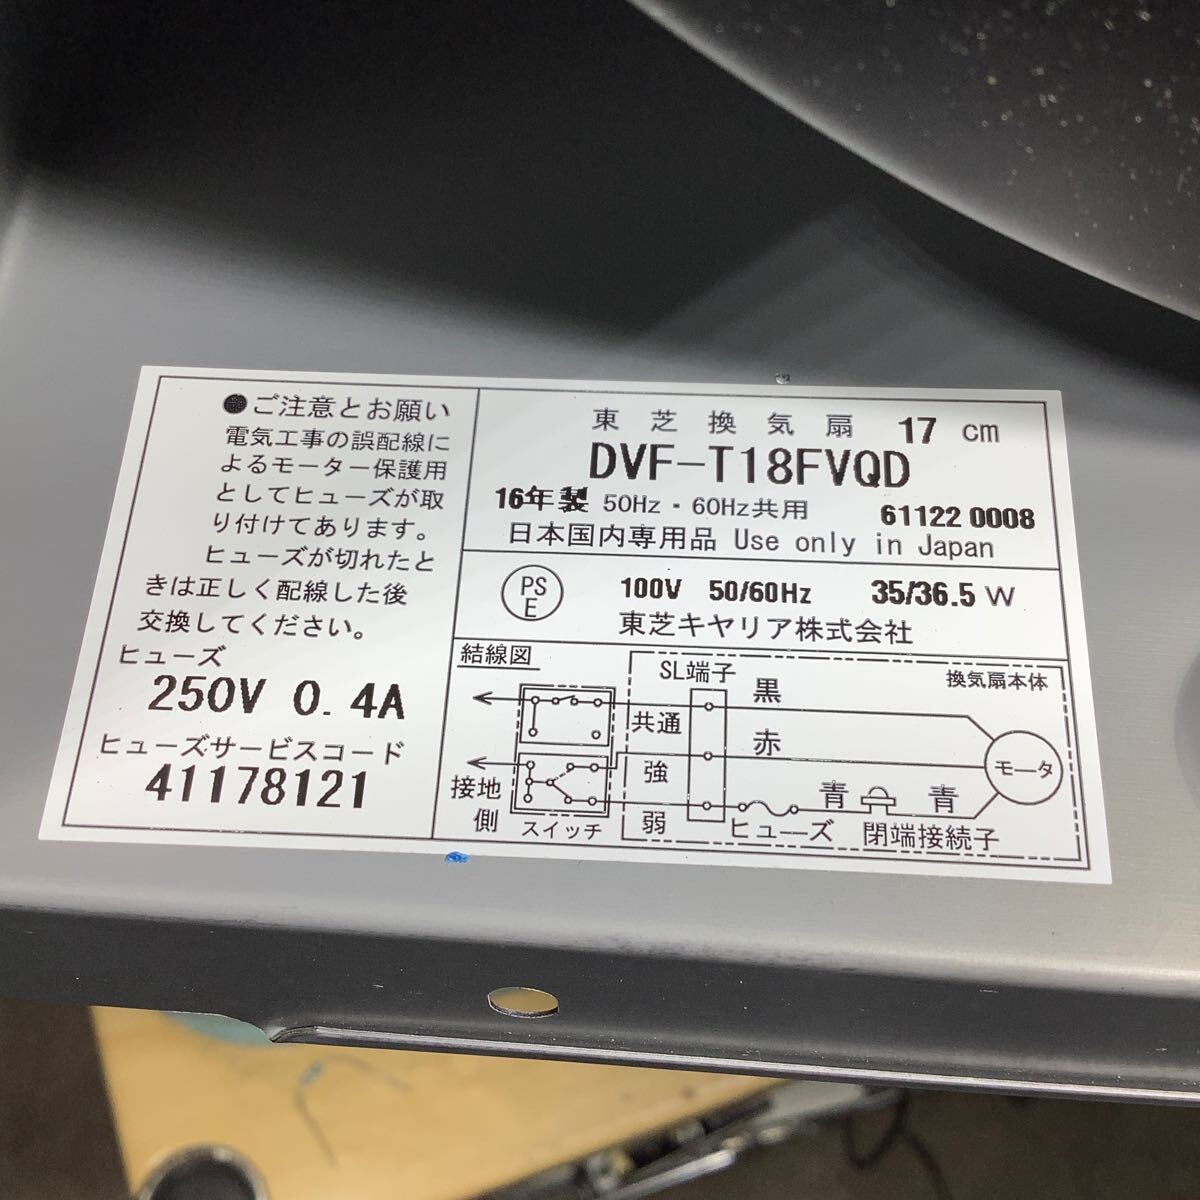 ●ご注意とお願い
電気工事の誤配線に
よるモーター保護用
としてヒューズが取
り付けてあります。
ヒューズが切れたと
きは正しく配線した後
交換してください。
ヒューズ
250V 0.4A
ヒューズサービスコード
41178121
東芝換気扇 17 cm
DVF-T18FVQD
16年製 50Hz・60Hz共用 61122 0008
日本国内専用品 Use only in Japan
PS
E
100V 50/60Hz 35/36.5 W
東芝キヤリア株式会社
結線図
SL端子
換気扇本体
黒
共通
赤
モータ
強
接地
側
青
青
スイッチ
弱
ヒューズ
閉端接続子